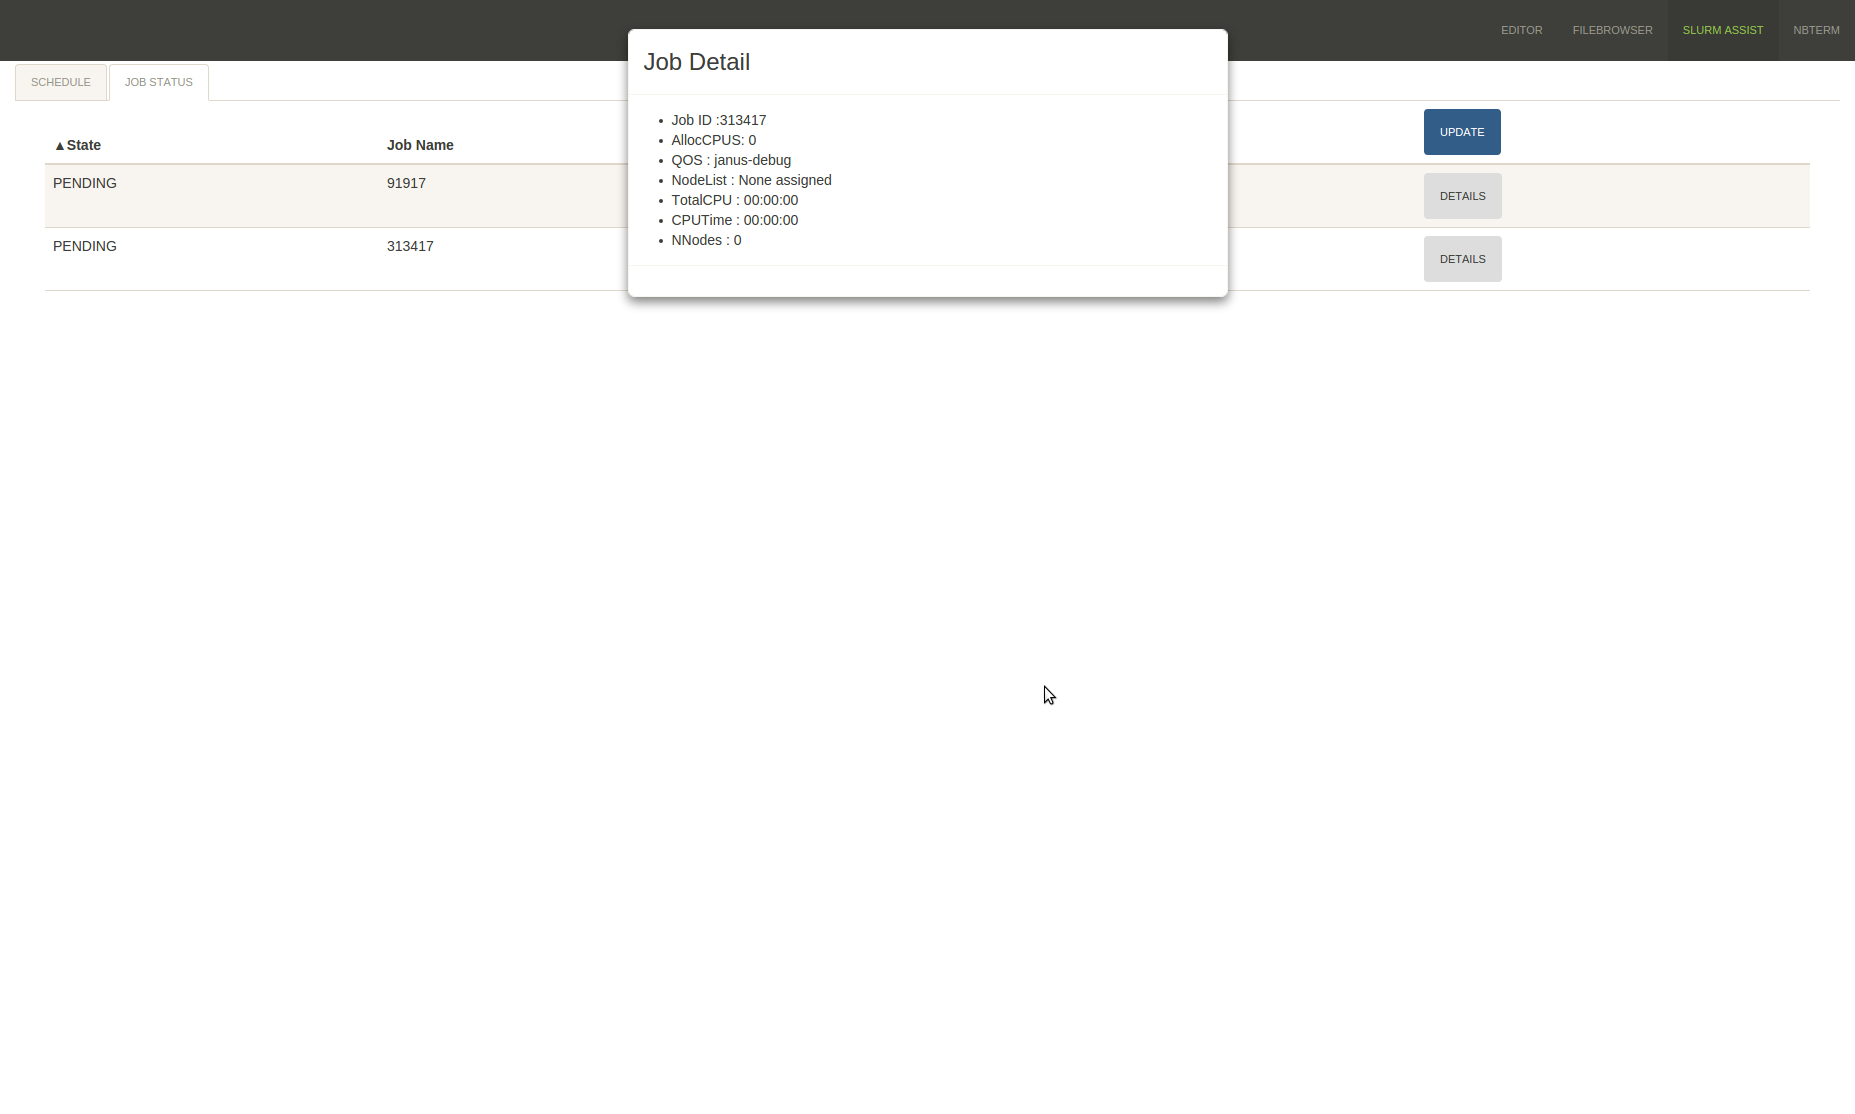 EDITOR FILEBROWSER SLURM ASSIST NBTERM
Job Detail
SCHEDULE JOB STATUS
Job ID :313417
AllocCPUS: 0
QOS : janus-debug
NodeList : None assigned
TotalCPU : 00:00:00
CPUTime : 00:00:00
NNodes : 0
▲State Job Name UPDATE
PENDING 91917 DETAILS
PENDING 313417 DETAILS